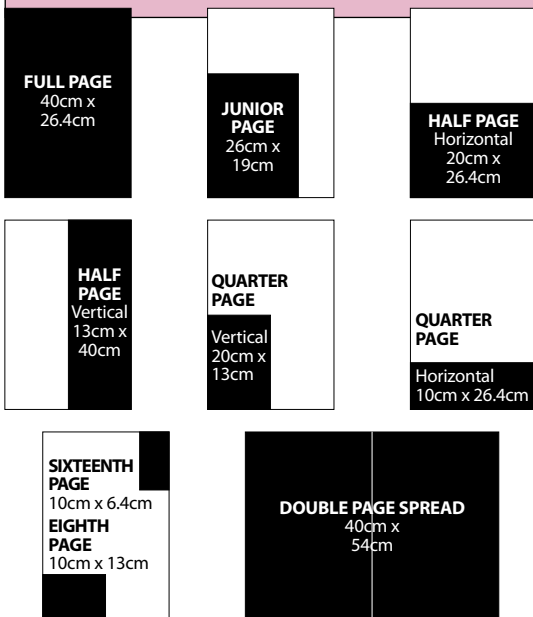 FULL PAGE
40cm x
26.4cm
JUNIOR
PAGE
26cm x
19cm
HALF PAGE
Horizontal
20cm x
26.4cm
HALF
PAGE
Vertical
13cm x
40cm
QUARTER
PAGE
Vertical
20cm x
13cm
QUARTER
PAGE
Horizontal
10cm x 26.4cm
SIXTEENTH
PAGE
10cm x 6.4cm
EIGHTH
PAGE
10cm x 13cm
DOUBLE PAGE SPREAD
40cm x
54cm